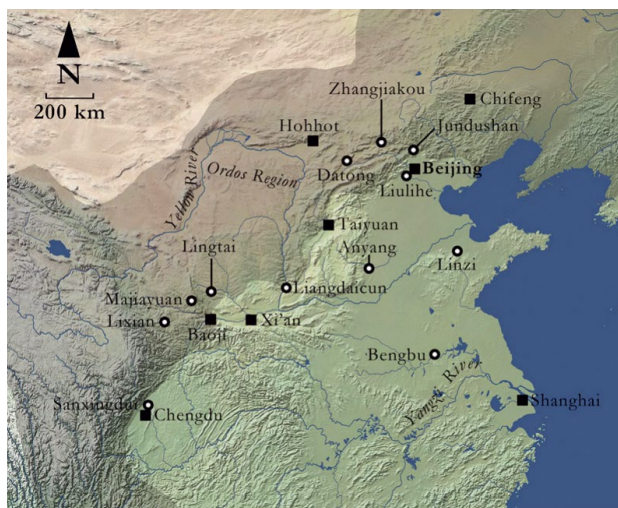 N
200 km
Zhangjiakou
Chifeng
Hohhot
Jundushan
Datong
Beijing
Liulihe
Ordos Region
Yellow River
Taiyuan
Lingtai
Anyang
Linzi
Liangdaicun
Majiayuan
Lixian
Baoji
Xi'an
Bengbu
Yangzi River
Sanxingdui
Chengdu
Shanghai